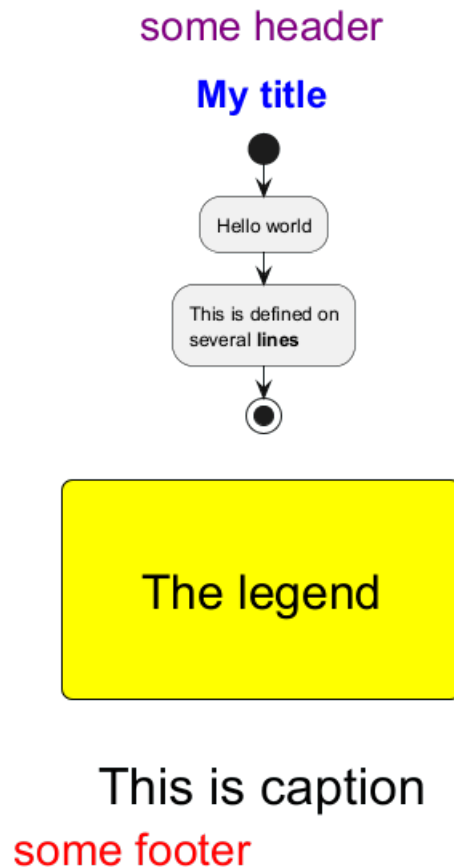 some header
My title
Hello world
This is defined on
several lines
The legend
This is caption
some footer